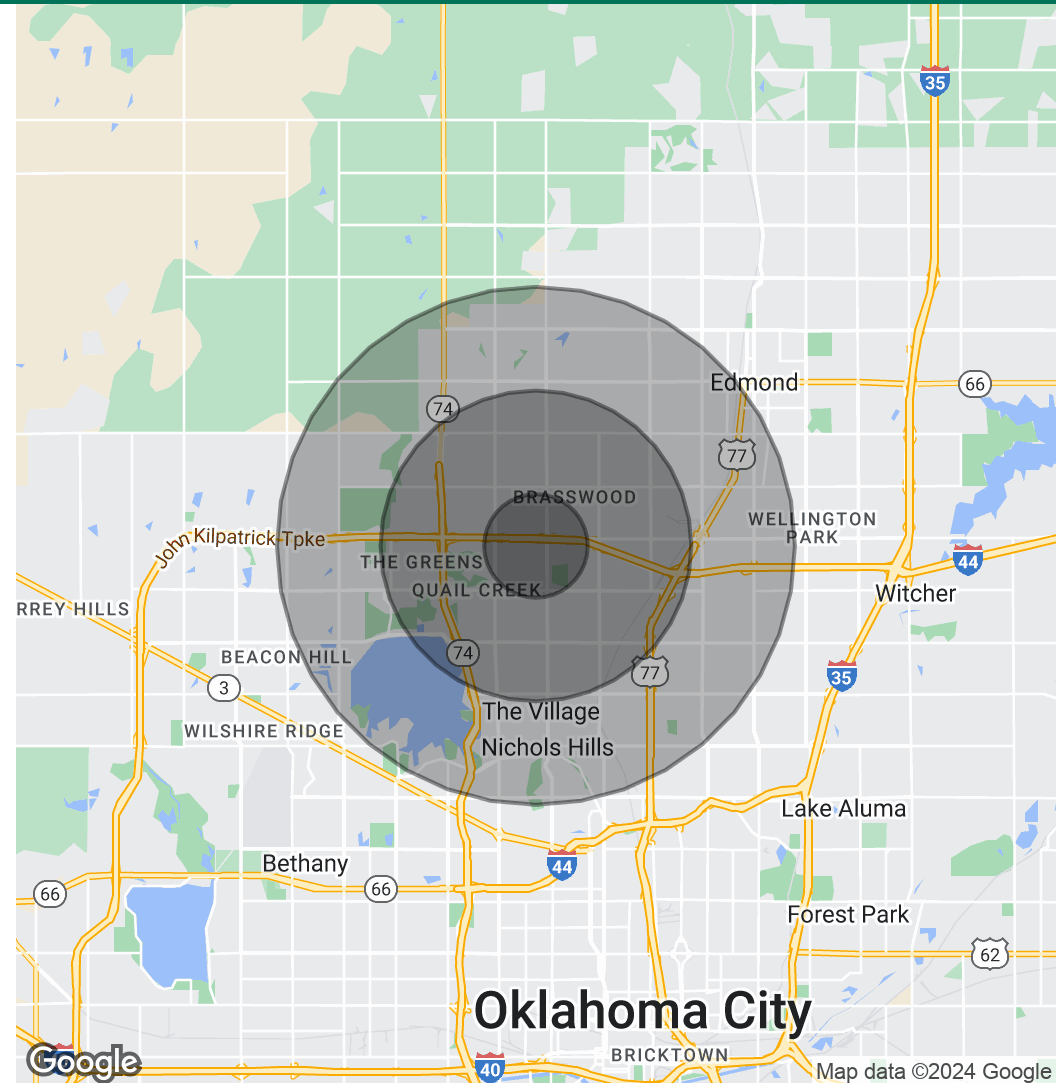 35
Edmond
66
74
77
BRASSWOOD
WELLINGTON
PARK
John Kilpatrick Tpke
44
THE GREENS
QUAIL CREEK
Witcher
RREY HILLS
BEACON HILL
74
77
35
3
The Village
WILSHIRE RIDGE
Nichols Hills
Lake Aluma
Bethany
44
66
66
Forest Park
62
Oklahoma City
BRICKTOWN
Google
40
Map data ©2024 Google